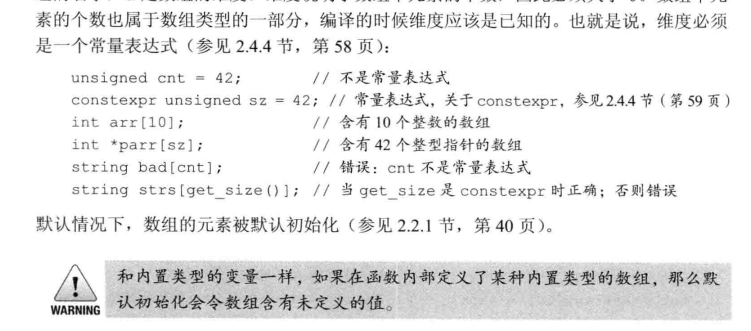 素的个数也属于数组类型的一部分，编译的时候维度应该是已知的。也就是说，维度必须
是一个常量表达式（参见 2.4.4 节，第 58 页）：
unsigned cnt = 42; // 不是常量表达式
constexpr unsigned sz = 42; // 常量表达式，关于 constexpr，参见 2.4.4 节（第 59 页）
int arr[10]; // 含有 10 个整数的数组
int *parr[sz]; // 含有 42 个整型指针的数组
string bad[cnt]; // 错误：cnt 不是常量表达式
string strs[get_size()]; // 当 get_size 是 constexpr 时正确；否则错误
默认情况下，数组的元素被默认初始化（参见 2.2.1 节，第 40 页）。
和内置类型的变量一样，如果在函数内部定义了某种内置类型的数组，那么默
认初始化会令数组含有未定义的值。
WARNING